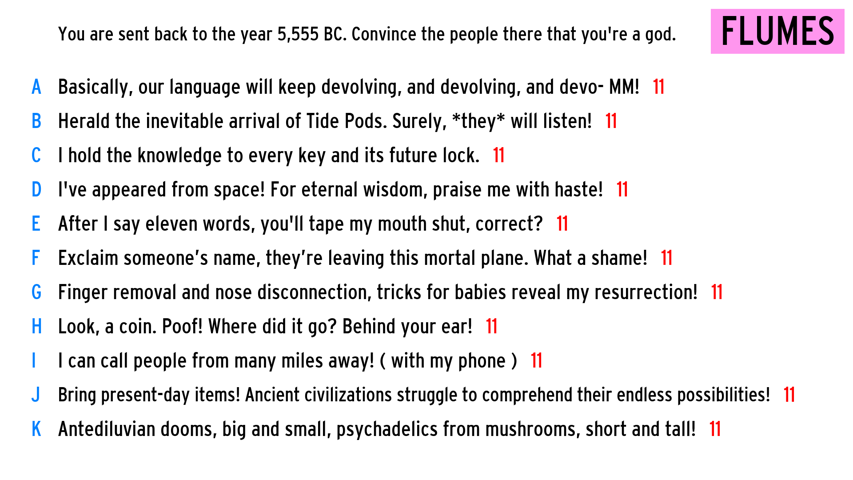 You are sent back to the year 5,555 BC. Convince the people there that you're a god.
FLUMES
A Basically, our language will keep devolving, and devolving, and devo- MM! 11
B Herald the inevitable arrival of Tide Pods. Surely, *they* will listen! 11
C I hold the knowledge to every key and its future lock. 11
D I've appeared from space! For eternal wisdom, praise me with haste! 11
E After I say eleven words, you'll tape my mouth shut, correct? 11
F Exclaim someone’s name, they’re leaving this mortal plane. What a shame! 11
G Finger removal and nose disconnection, tricks for babies reveal my resurrection! 11
H Look, a coin. Poof! Where did it go? Behind your ear! 11
I I can call people from many miles away! ( with my phone ) 11
J Bring present-day items! Ancient civilizations struggle to comprehend their endless possibilities! 11
K Antediluvian dooms, big and small, psychadelics from mushrooms, short and tall! 11